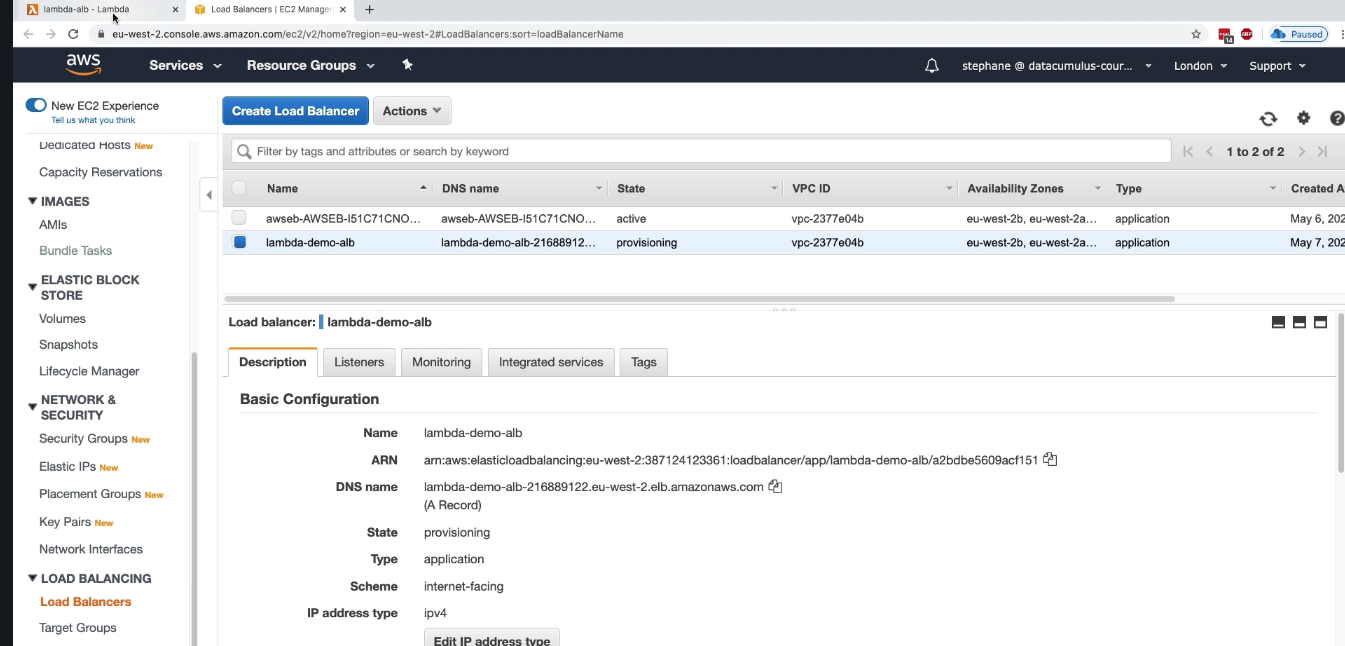 lambda-alb - Lambda
Load Balancers | EC2 Manager
eu-west-2.console.aws.amazon.com/ec2/v2/home?region=eu-west-2#LoadBalancers:sort=loadBalancerName
14
ABP
Paused
aws
Services
Resource Groups
stephane @ datacumulus-cour...
London
Support
New EC2 Experience
Tell us what you think
Dedicated Hosts New
Capacity Reservations
IMAGES
AMIs
Bundle Tasks
ELASTIC BLOCK
STORE
Volumes
Snapshots
Lifecycle Manager
NETWORK &
SECURITY
Security Groups New
Elastic IPs New
Placement Groups New
Key Pairs New
Network Interfaces
LOAD BALANCING
Load Balancers
Target Groups
Create Load Balancer
Actions
Filter by tags and attributes or search by keyword
1 to 2 of 2
Name DNS name State VPC ID Availability Zones Type Created A
awseb-AWSEB-I51C71CNO... awseb-AWSEB-I51C71CNO... active vpc-2377e04b eu-west-2b, eu-west-2a... application May 6, 202
lambda-demo-alb lambda-demo-alb-21688912... provisioning vpc-2377e04b eu-west-2b, eu-west-2a... application May 7, 202
Load balancer: lambda-demo-alb
Description Listeners Monitoring Integrated services Tags
Basic Configuration
Name lambda-demo-alb
ARN arn:aws:elasticloadbalancing:eu-west-2:387124123361:loadbalancer/app/lambda-demo-alb/a2bdbe5609acf151
DNS name lambda-demo-alb-216889122.eu-west-2.elb.amazonaws.com
(A Record)
State provisioning
Type application
Scheme internet-facing
IP address type ipv4
Edit IP address type